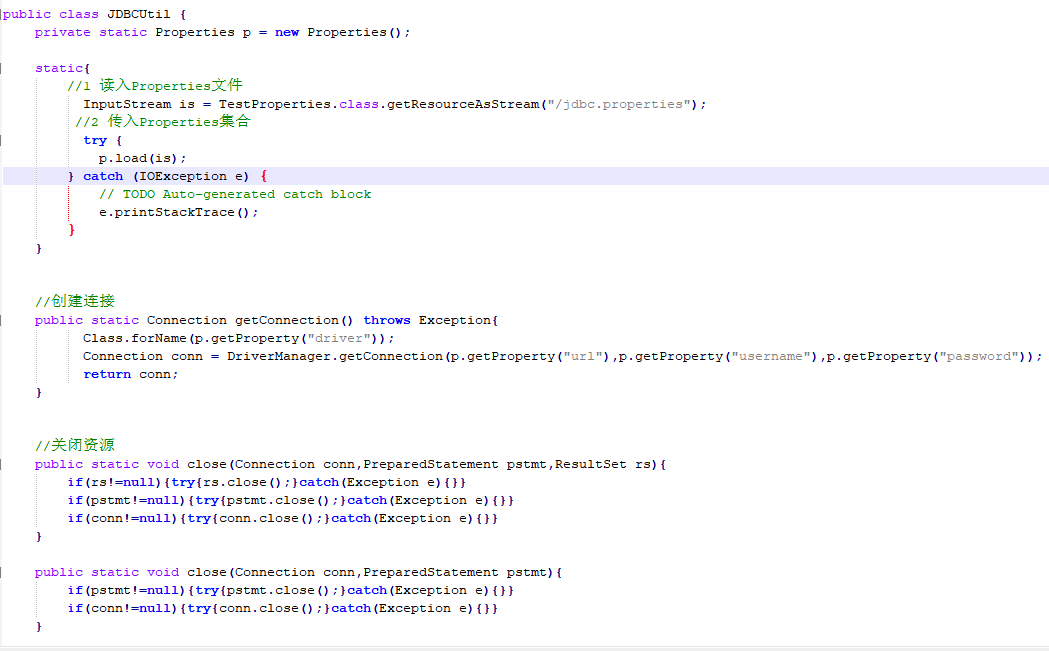 public class JDBCUtil {
private static Properties p = new Properties();
static{
//1 读入Properties文件
InputStream is = TestProperties.class.getResourceAsStream("/jdbc.properties");
//2 传入Properties集合
try {
p.load(is);
} catch (IOException e) {
// TODO Auto-generated catch block
e.printStackTrace();
}
}
//创建连接
public static Connection getConnection() throws Exception{
Class.forName(p.getProperty("driver"));
Connection conn = DriverManager.getConnection(p.getProperty("url"),p.getProperty("username"),p.getProperty("password"));
return conn;
}
//关闭资源
public static void close(Connection conn,PreparedStatement pstmt,ResultSet rs){
if(rs!=null){try{rs.close();}catch(Exception e){}}
if(pstmt!=null){try{pstmt.close();}catch(Exception e){}}
if(conn!=null){try{conn.close();}catch(Exception e){}}
}
public static void close(Connection conn,PreparedStatement pstmt){
if(pstmt!=null){try{pstmt.close();}catch(Exception e){}}
if(conn!=null){try{conn.close();}catch(Exception e){}}
}